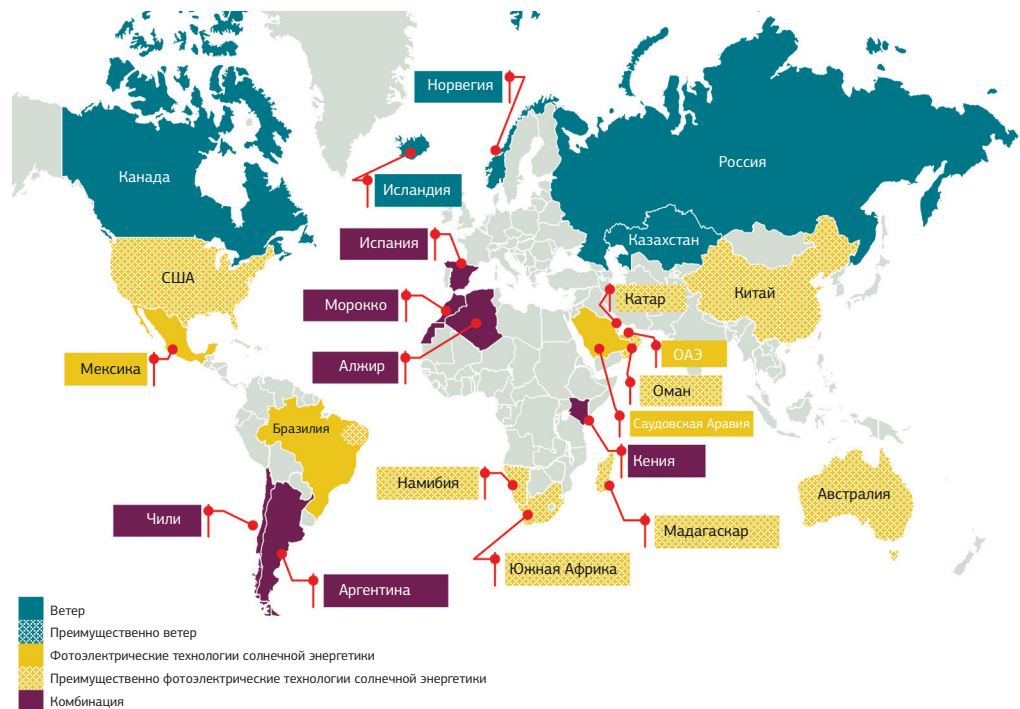 Норвегия
Россия
Канада
Исландия
Испания
Казахстан
США
Морокко
Катар
Китай
Алжир
ОАЭ
Мексика
Оман
Саудовская Аравия
Бразилия
Кения
Намибия
Австралия
Чили
Мадагаскар
Южная Африка
Аргентина
Ветер
Преимущественно ветер
Фотоэлектрические технологии солнечной энергетики
Преимущественно фотоэлектрические технологии солнечной энергетики
Комбинация